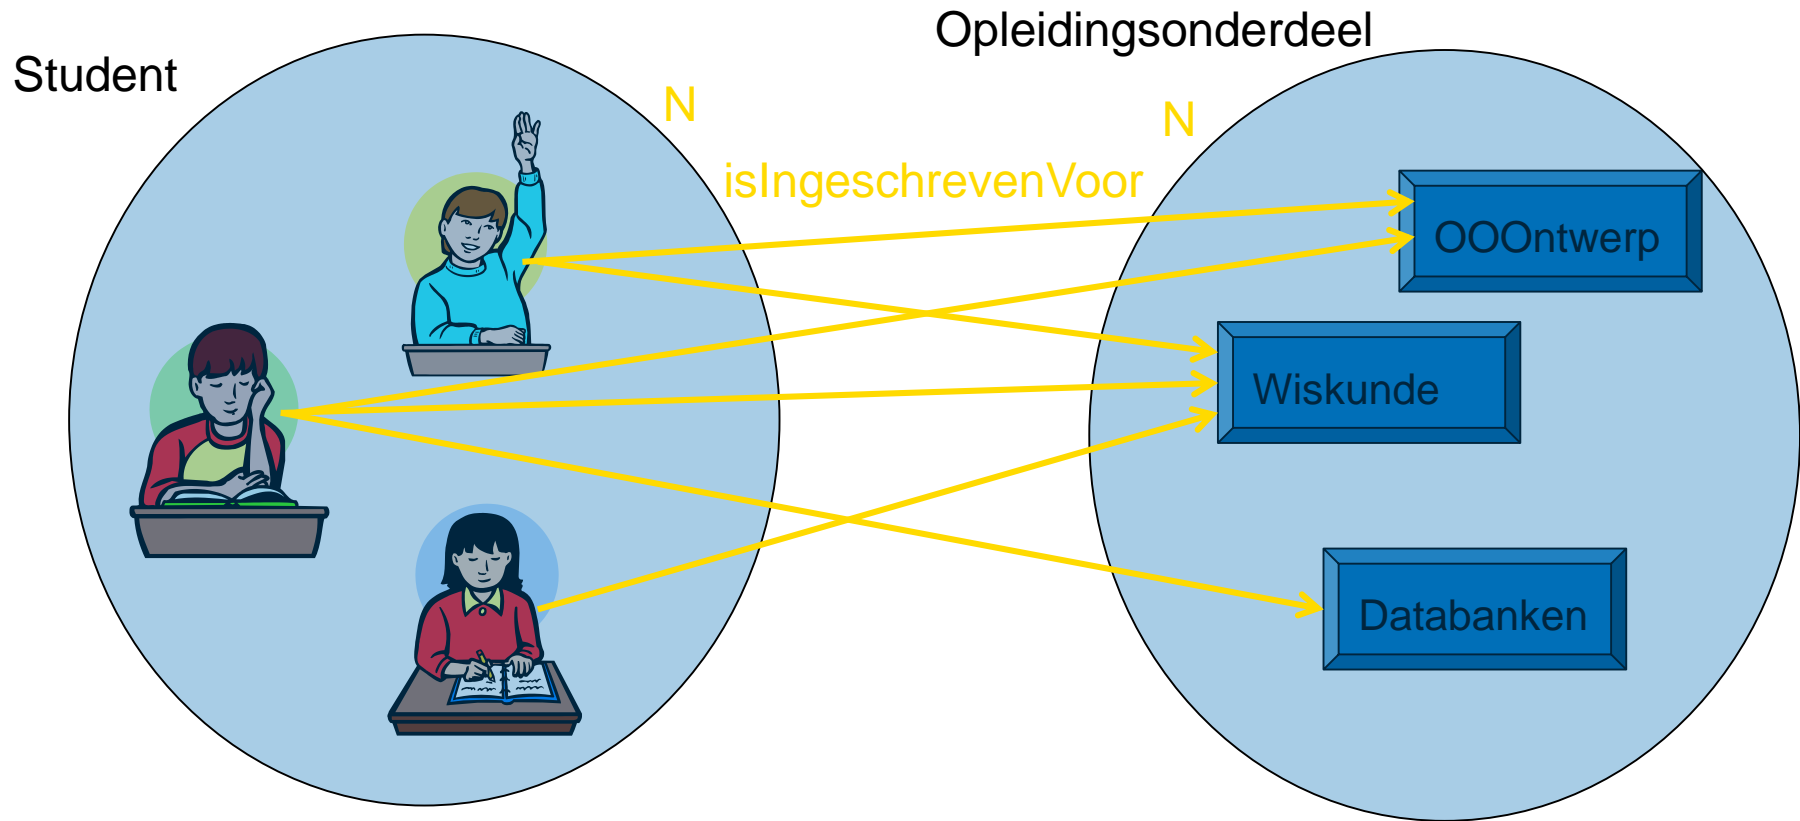 Opleidingsonderdeel
Student
N
N
isIngeschrevenVoor
OOOntwerp
Wiskunde
Databanken